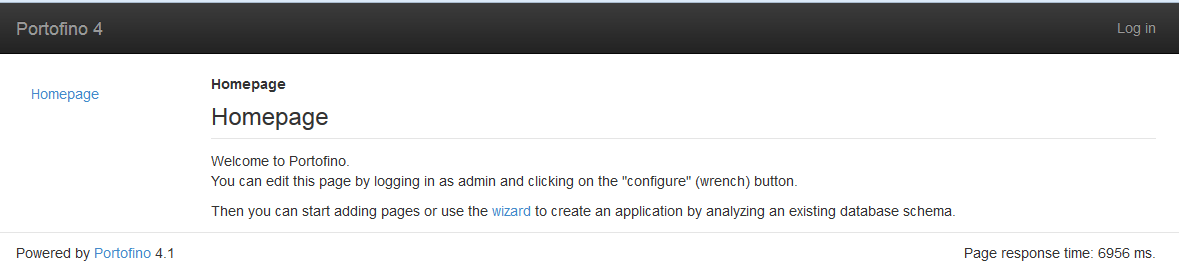 Portofino 4
Log in
Homepage
Homepage
Homepage
Welcome to Portofino.
You can edit this page by logging in as admin and clicking on the "configure" (wrench) button.
Then you can start adding pages or use the wizard to create an application by analyzing an existing database schema.
Powered by Portofino 4.1
Page response time: 6956 ms.